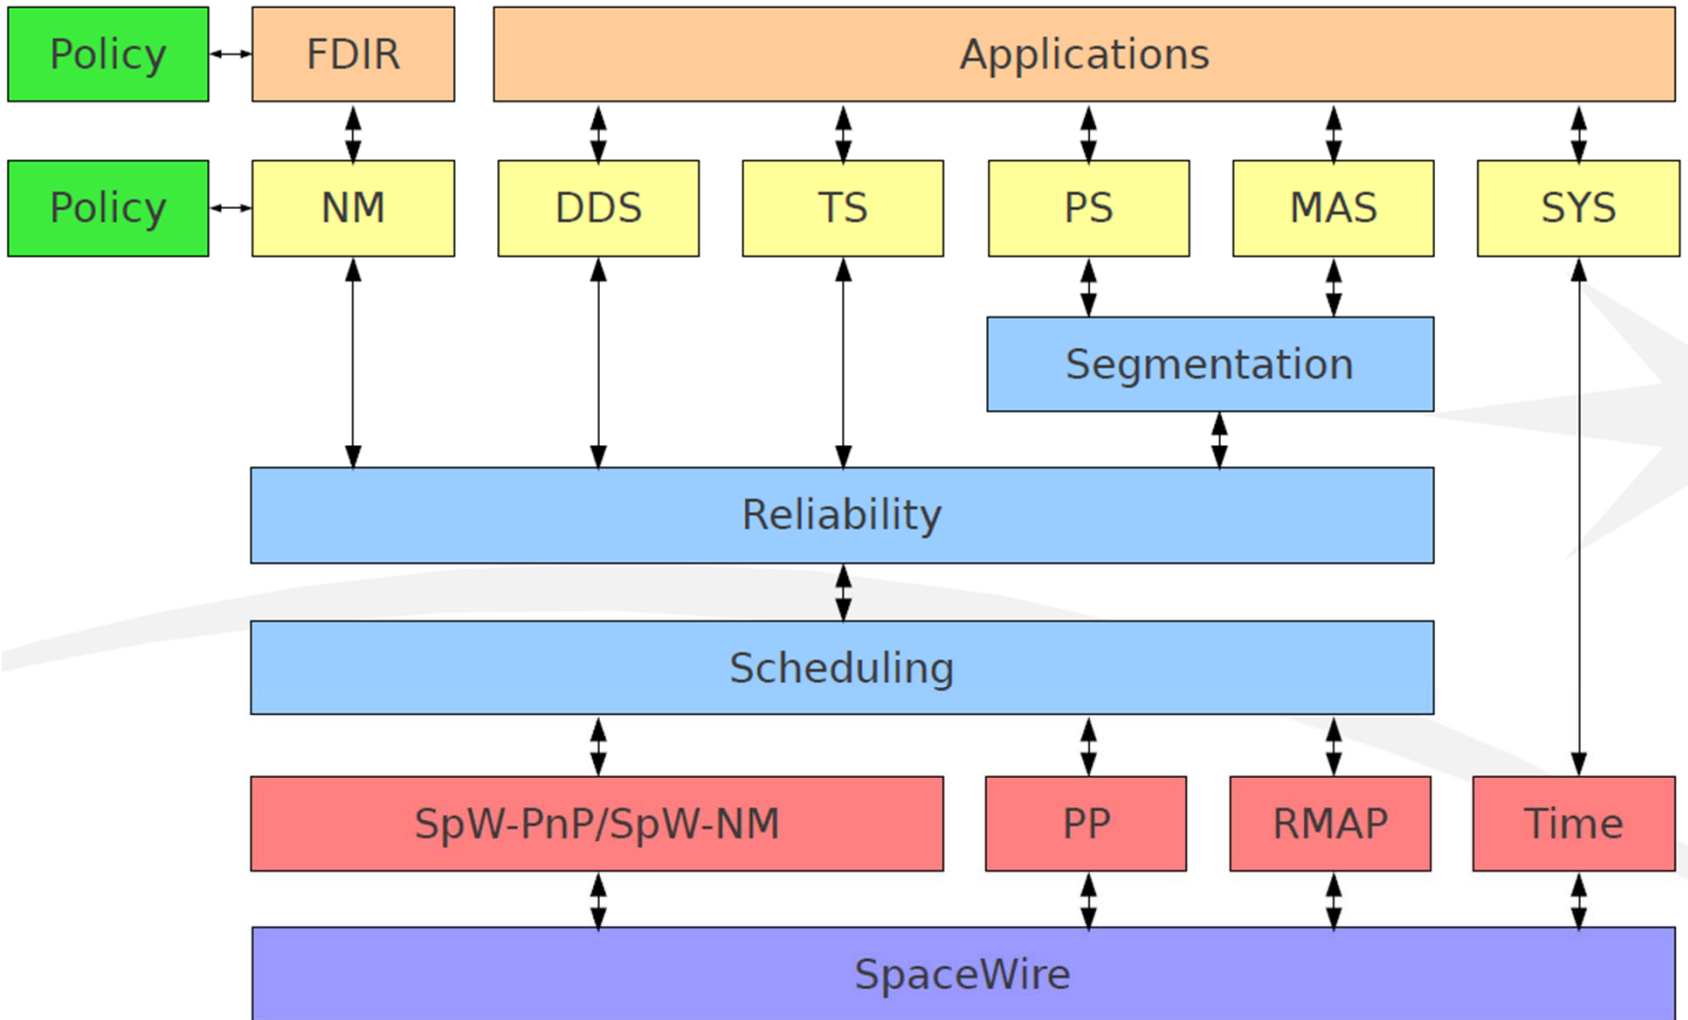 Policy
FDIR
Applications
Policy
NM
DDS
TS
PS
MAS
SYS
Segmentation
Reliability
Scheduling
SpW-PnP/SpW-NM
PP
RMAP
Time
SpaceWire